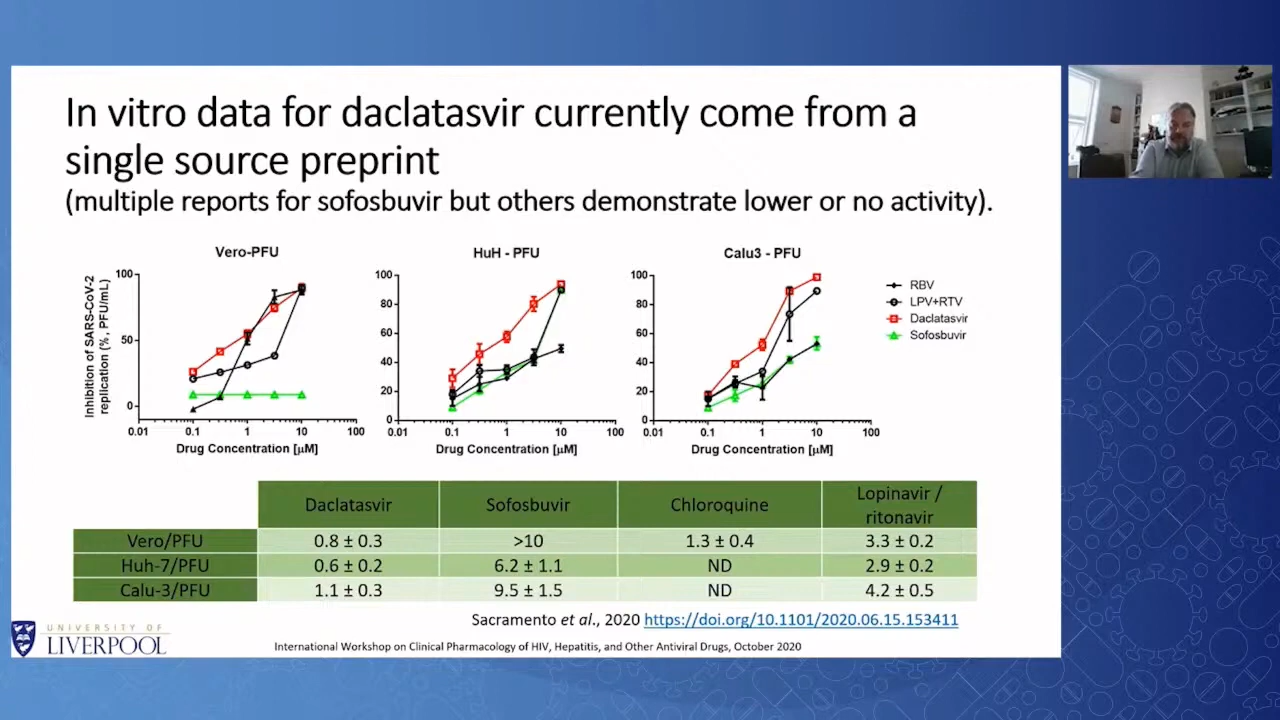 In vitro data for daclatasvir currently come from a
single source preprint
(multiple reports for sofosbuvir but others demonstrate lower or no activity).
Vero-PFU
HuH - PFU
Calu3 - PFU
Inhibition of SARS-CoV-2
replication (%, PFU/mL)
100
50
0
0.01 0.1 1 10 100
Drug Concentration [µM]
100
80
60
40
20
0
0.01 0.1 1 10 100
Drug Concentration [µM]
100
80
60
40
20
0
0.01 0.1 1 10 100
Drug Concentration [µM]
RBV
LPV+RTV
Daclatasvir
Sofosbuvir
Daclatasvir Sofosbuvir Chloroquine Lopinavir /
ritonavir
Vero/PFU 0.8 ± 0.3 >10 1.3 ± 0.4 3.3 ± 0.2
Huh-7/PFU 0.6 ± 0.2 6.2 ± 1.1 ND 2.9 ± 0.2
Calu-3/PFU 1.1 ± 0.3 9.5 ± 1.5 ND 4.2 ± 0.5
Sacramento et al., 2020 https://doi.org/10.1101/2020.06.15.153411
UNIVERSITY OF
LIVERPOOL
International Workshop on Clinical Pharmacology of HIV, Hepatitis, and Other Antiviral Drugs, October 2020